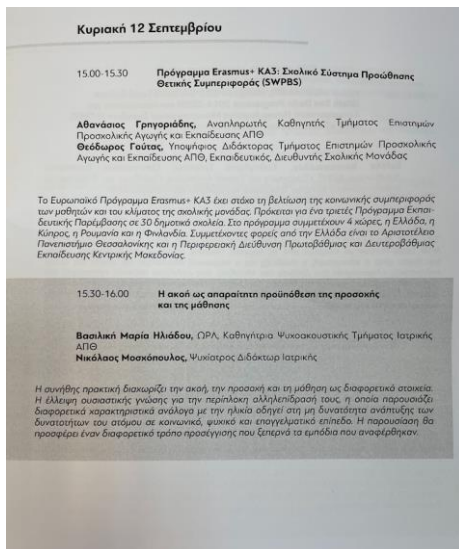 Κυριακή 12 Σεπτεμβρίου
15.00-15.30 Πρόγραμμα Erasmus+ ΚΑ3: Σχολικό Σύστημα Προώθησης
Θετικής Συμπεριφοράς (SWPBS)
Αθανάσιος Γρηγοριάδης, Αναπληρωτής Καθηγητής Τμήματος Επιστημών
Προσχολικής Αγωγής και Εκπαίδευσης ΑΠΘ
Θεόδωρος Γούτας, Υποψήφιος Διδάκτορας Τμήματος Επιστημών Προσχολικής
Αγωγής και Εκπαίδευσης ΑΠΘ, Εκπαιδευτικός, Διευθυντής Σχολικής Μονάδας
Το Ευρωπαϊκό Πρόγραμμα Erasmus+ ΚΑ3 έχει στόχο τη βελτίωση της κοινωνικής συμπεριφοράς
των μαθητών και του κλίματος της σχολικής μονάδας. Πρόκειται για ένα τριετές Πρόγραμμα Εκπαι-
δευτικής Παρέμβασης σε 30 δημοτικά σχολεία. Στο πρόγραμμα συμμετέχουν 4 χώρες, η Ελλάδα, η
Κύπρος, η Ρουμανία και η Φινλανδία. Συμμετέχοντες φορείς από την Ελλάδα είναι το Αριστοτέλειο
Πανεπιστήμιο Θεσσαλονίκης και η Περιφερειακή Διεύθυνση Πρωτοβάθμιας και Δευτεροβάθμιας
Εκπαίδευσης Κεντρικής Μακεδονίας.
15.30-16.00 Η ακοή ως απαραίτητη προϋπόθεση της προσοχής
και της μάθησης
Βασιλική Μαρία Ηλιάδου, ΩΡΛ, Καθηγήτρια Ψυχοακουστικής Τμήματος Ιατρικής
ΑΠΘ
Νικόλαος Μοσχόπουλος, Ψυχίατρος Διδάκτωρ Ιατρικής
Η συνήθης πρακτική διαχωρίζει την ακοή, την προσοχή και τη μάθηση ως διαφορετικά στοιχεία.
Η έλλειψη ουσιαστικής γνώσης για την περίπλοκη αλληλεπίδρασή τους, η οποία παρουσιάζει
διαφορετικά χαρακτηριστικά ανάλογα με την ηλικία οδηγεί στη μη δυνατότητα ανάπτυξης των
δυνατοτήτων του ατόμου σε κοινωνικό, ψυχικό και επαγγελματικό επίπεδο. Η παρουσίαση θα
προσφέρει έναν διαφορετικό τρόπο προσέγγισης που ξεπερνά τα εμπόδια που αναφέρθηκαν.